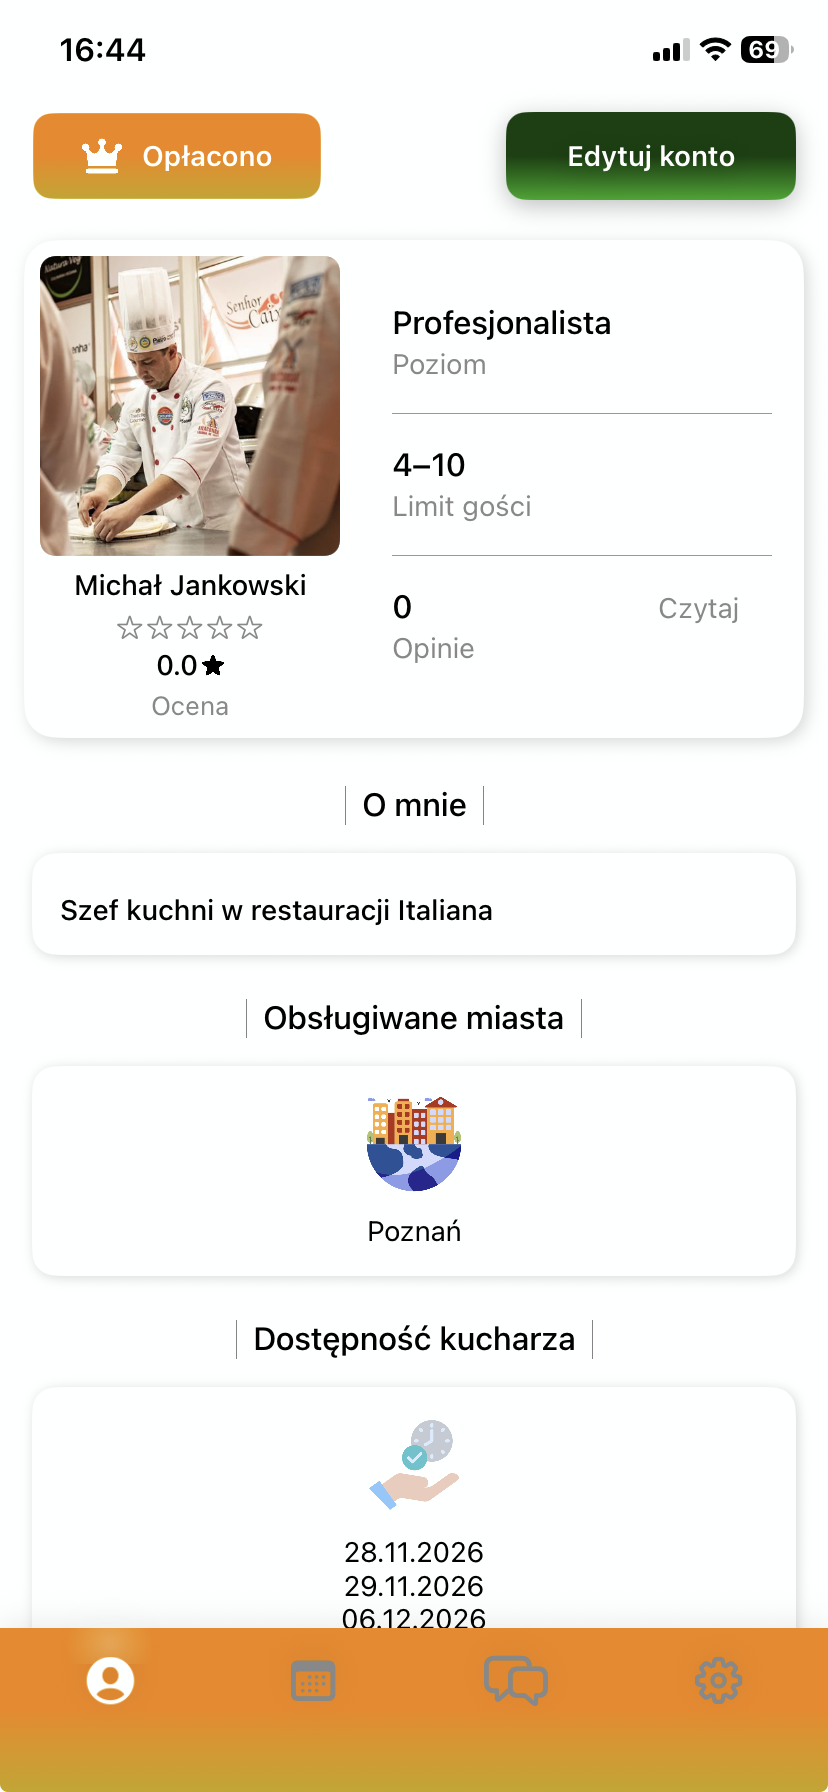 16:44
69
Opłacono
Edytuj konto
Senhor
Profesjonalista
Poziom
4–10
Limit gości
0
Czytaj
Opinie
Michał Jankowski
0.0
Ocena
O mnie
Szef kuchni w restauracji Italiana
Obsługiwane miasta
Poznań
Dostępność kucharza
28.11.2026
29.11.2026
06.12.2026